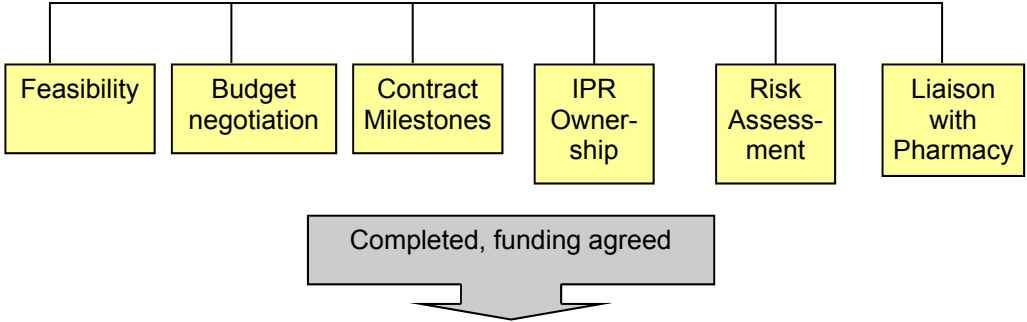 Feasibility
Budget
negotiation
Contract
Milestones
IPR
Owner-
ship
Risk
Assess-
ment
Liaison
with
Pharmacy
Completed, funding agreed